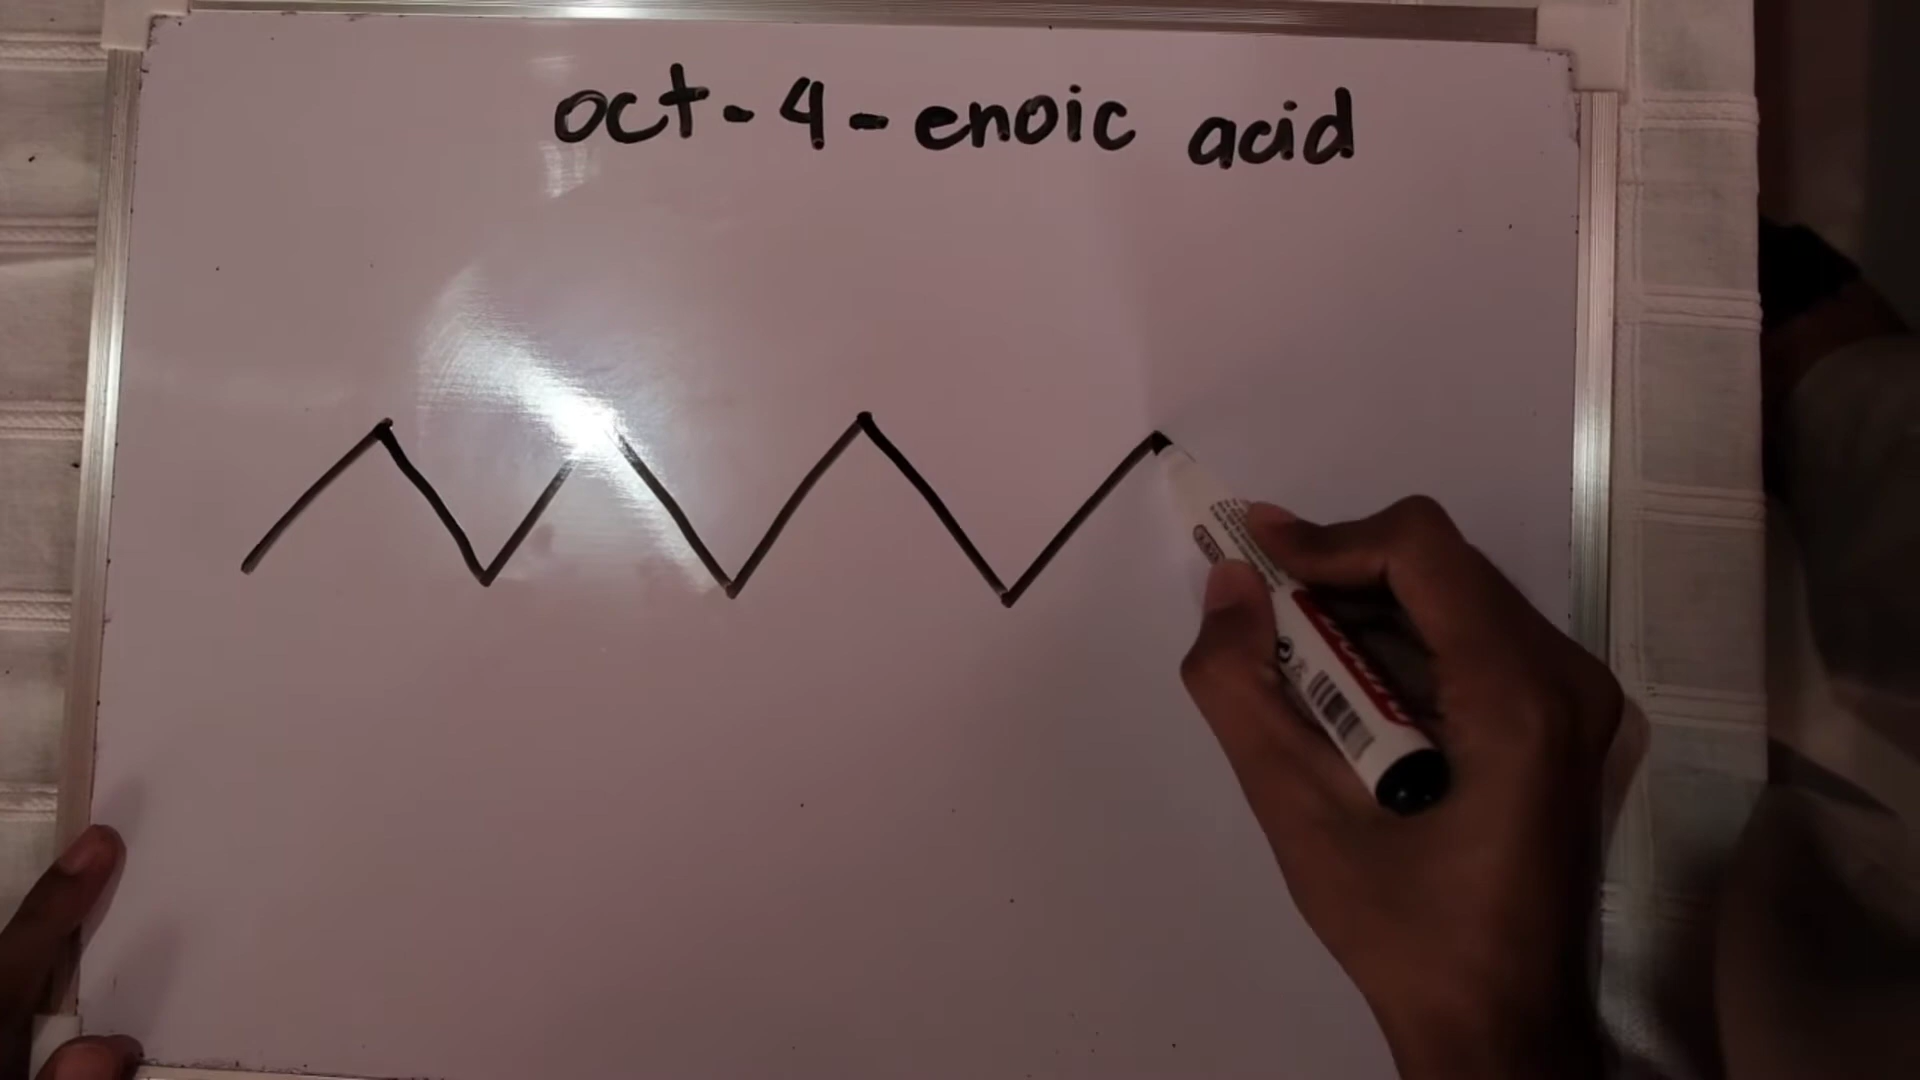 oct - 4 - enoic acid